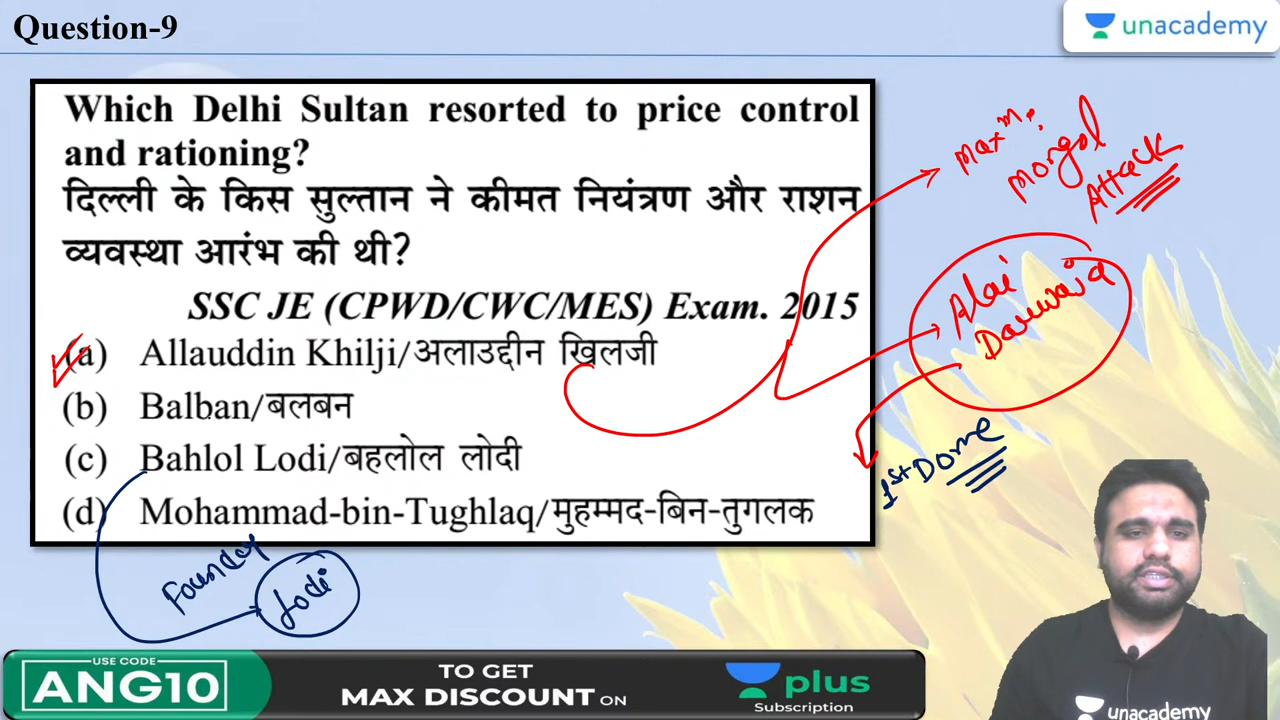 Question-9
unacademy
Which Delhi Sultan resorted to price control
and rationing?
दिल्ली के किस सुल्तान ने कीमत नियंत्रण और राशन
व्यवस्था आरंभ की थी?
SSC JE (CPWD/CWC/MES) Exam. 2015
(a) Allauddin Khilji/अलाउद्दीन खिलजी
(b) Balban/बलबन
(c) Bahlol Lodi/बहलोल लोदी
(d) Mohammad-bin-Tughlaq/मुहम्मद-बिन-तुगलक
Max^m.
Mongol
Attack
Alai
Darwaja
1st Dome
Founder
Lodi
USE CODE
ANG10
TO GET
MAX DISCOUNT ON
plus
Subscription
unacademy